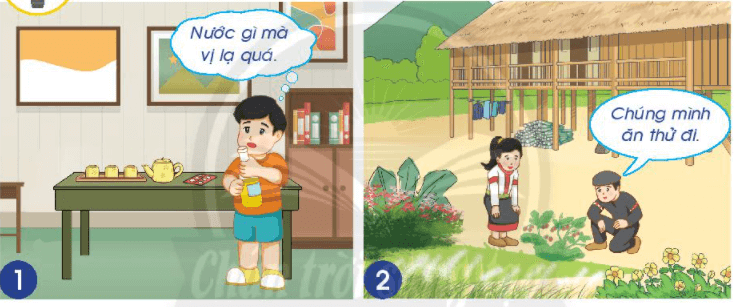 Nước gì mà
vị lạ quá.
Chúng mình
ăn thử đi.
1
2